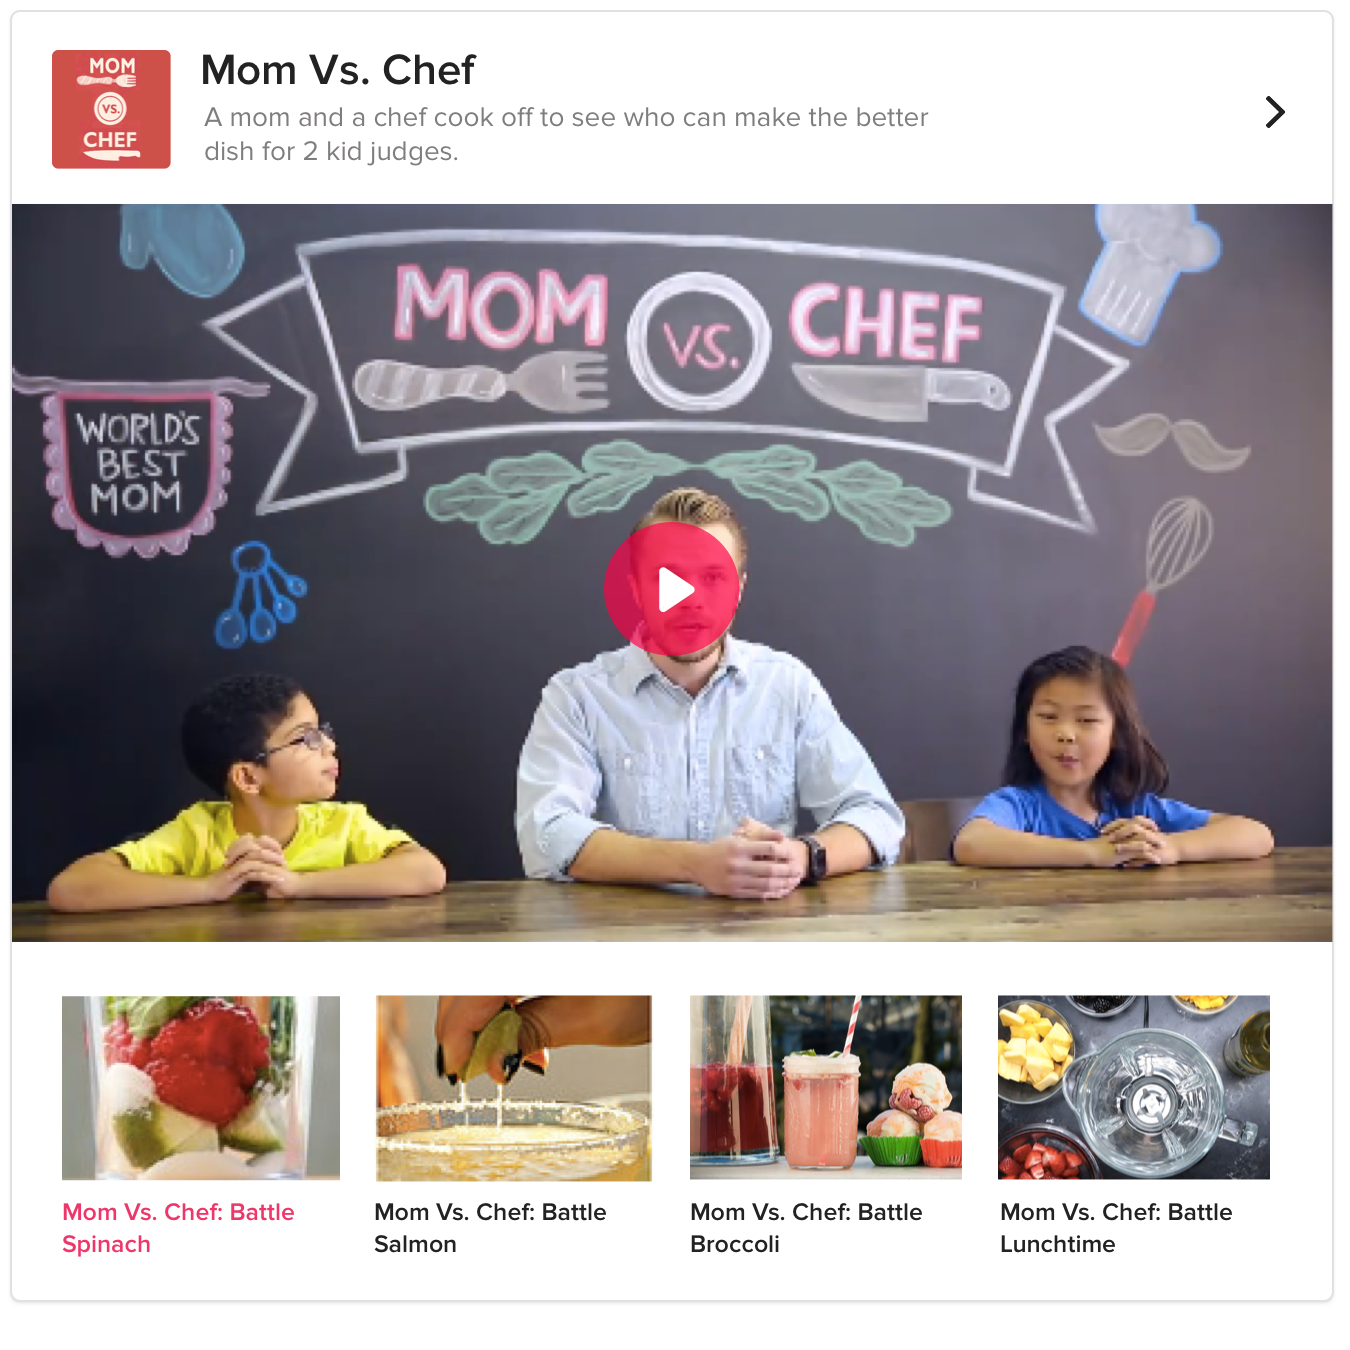 MOM
VS.
CHEF
Mom Vs. Chef
A mom and a chef cook off to see who can make the better
dish for 2 kid judges.
MOM VS. CHEF
WORLD'S
BEST
MOM
Mom Vs. Chef: Battle
Spinach
Mom Vs. Chef: Battle
Salmon
Mom Vs. Chef: Battle
Broccoli
Mom Vs. Chef: Battle
Lunchtime